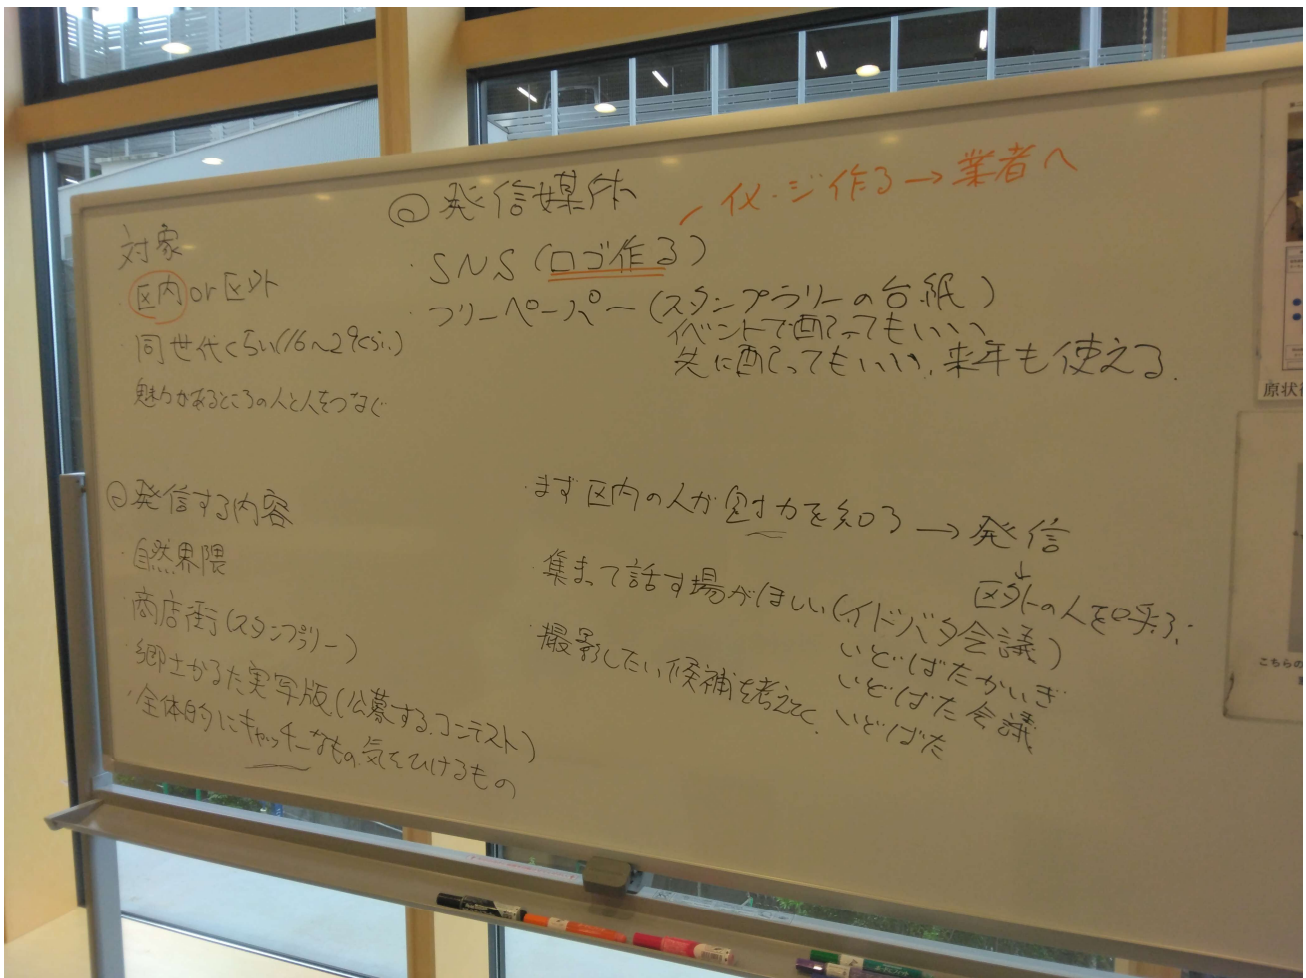 対象
・区内 or 区外
・同世代くらい(16〜29くらい)
魅力があるところの人と人をつなぐ
◎発信媒体
・SNS(ロゴ作る)
イメージ作る→業者へ
・フリーペーパー(スタンプラリーの台紙)
イベントで配ってもいい
先に配ってもいい、来年も使える.
◎発信する内容
・自然界隈
・商店街(スタンプラリー)
・郷土かるた実写版(公募する、コンテスト)
・全体的にキャッチーなもの、気をひけるもの
・まず区内の人が魅力を知る→発信
↓
区外の人を呼ぶ
・集まって話す場がほしい(イドバタ会議)
いどばたかいぎ
いどばた会議
いどばた
・撮影したい候補を考えとく
原状
こちらの